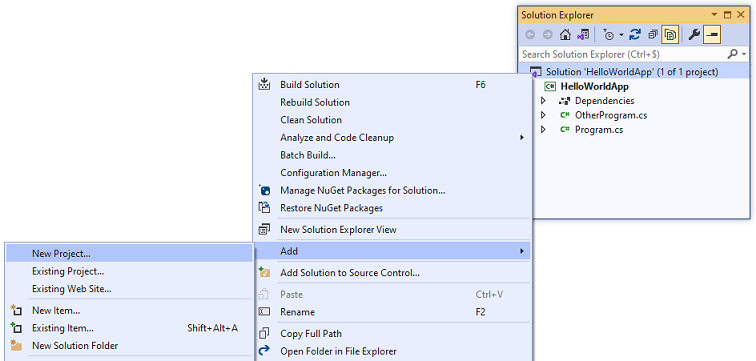 Solution Explorer
Search Solution Explorer (Ctrl+$)
Solution 'HelloWorldApp' (1 of 1 project)
C# HelloWorldApp
Dependencies
C# OtherProgram.cs
C# Program.cs
Build Solution F6
Rebuild Solution
Clean Solution
Analyze and Code Cleanup
Batch Build...
Configuration Manager...
Manage NuGet Packages for Solution...
Restore NuGet Packages
New Solution Explorer View
Add
Add Solution to Source Control...
Paste Ctrl+V
Rename F2
Copy Full Path
Open Folder in File Explorer
New Project...
Existing Project...
Existing Web Site...
New Item...
Existing Item... Shift+Alt+A
New Solution Folder